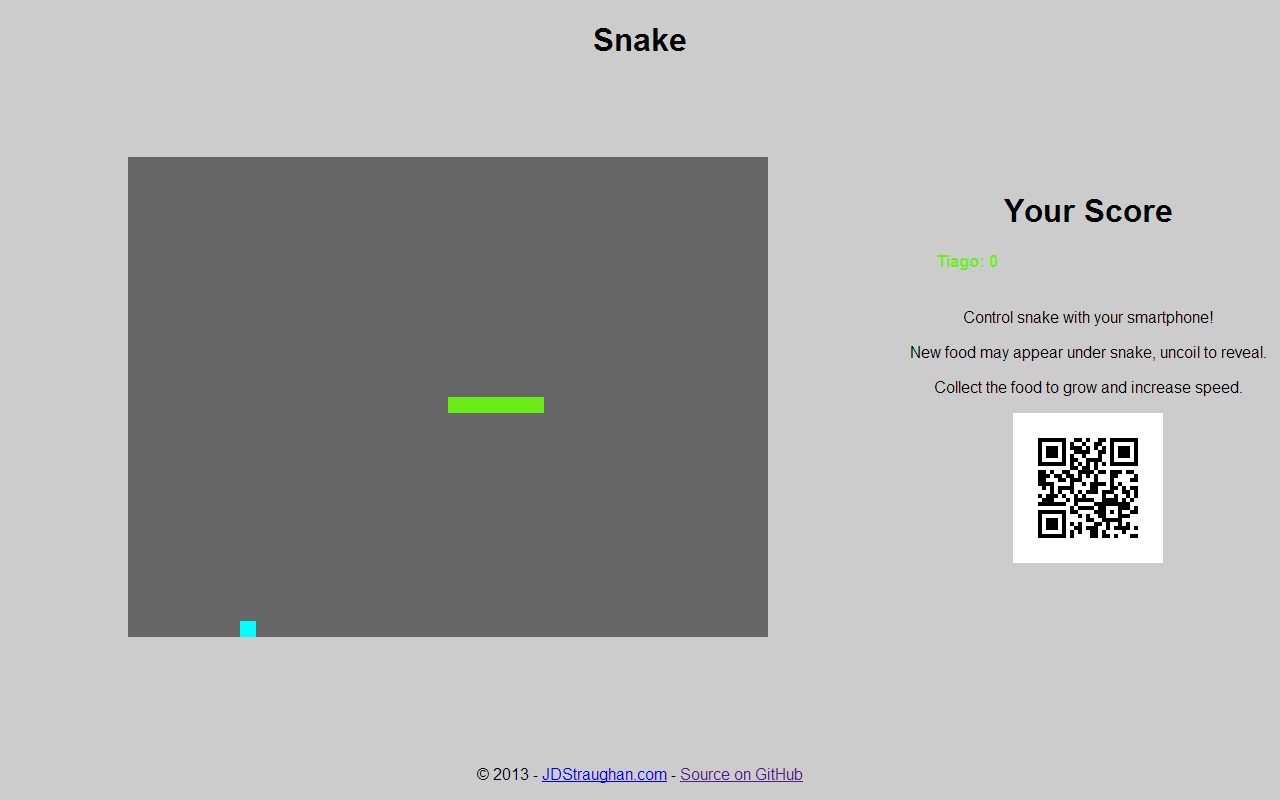 Snake
Your Score
Tiago: 0
Control snake with your smartphone!
New food may appear under snake, uncoil to reveal.
Collect the food to grow and increase speed.
© 2013 - JDStraughan.com - Source on GitHub